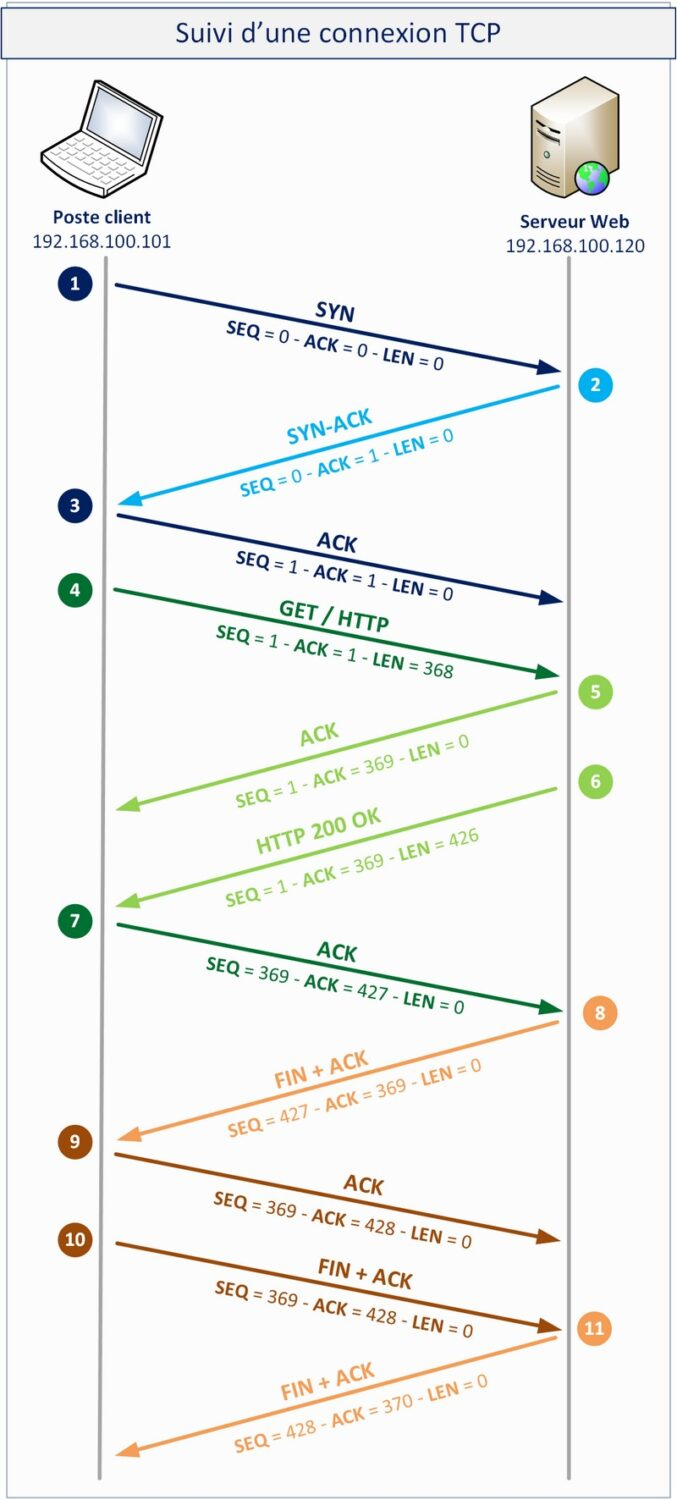 Suivi d’une connexion TCP
Poste client
192.168.100.101
Serveur Web
192.168.100.120
1
SYN
SEQ = 0 - ACK = 0 - LEN = 0
2
SYN-ACK
SEQ = 0 - ACK = 1 - LEN = 0
3
ACK
SEQ = 1 - ACK = 1 - LEN = 0
4
GET / HTTP
SEQ = 1 - ACK = 1 - LEN = 368
5
ACK
SEQ = 1 - ACK = 369 - LEN = 0
6
HTTP 200 OK
SEQ = 1 - ACK = 369 - LEN = 426
7
ACK
SEQ = 369 - ACK = 427 - LEN = 0
8
FIN + ACK
SEQ = 427 - ACK = 369 - LEN = 0
9
ACK
SEQ = 369 - ACK = 428 - LEN = 0
10
FIN + ACK
SEQ = 369 - ACK = 428 - LEN = 0
11
FIN + ACK
SEQ = 428 - ACK = 370 - LEN = 0